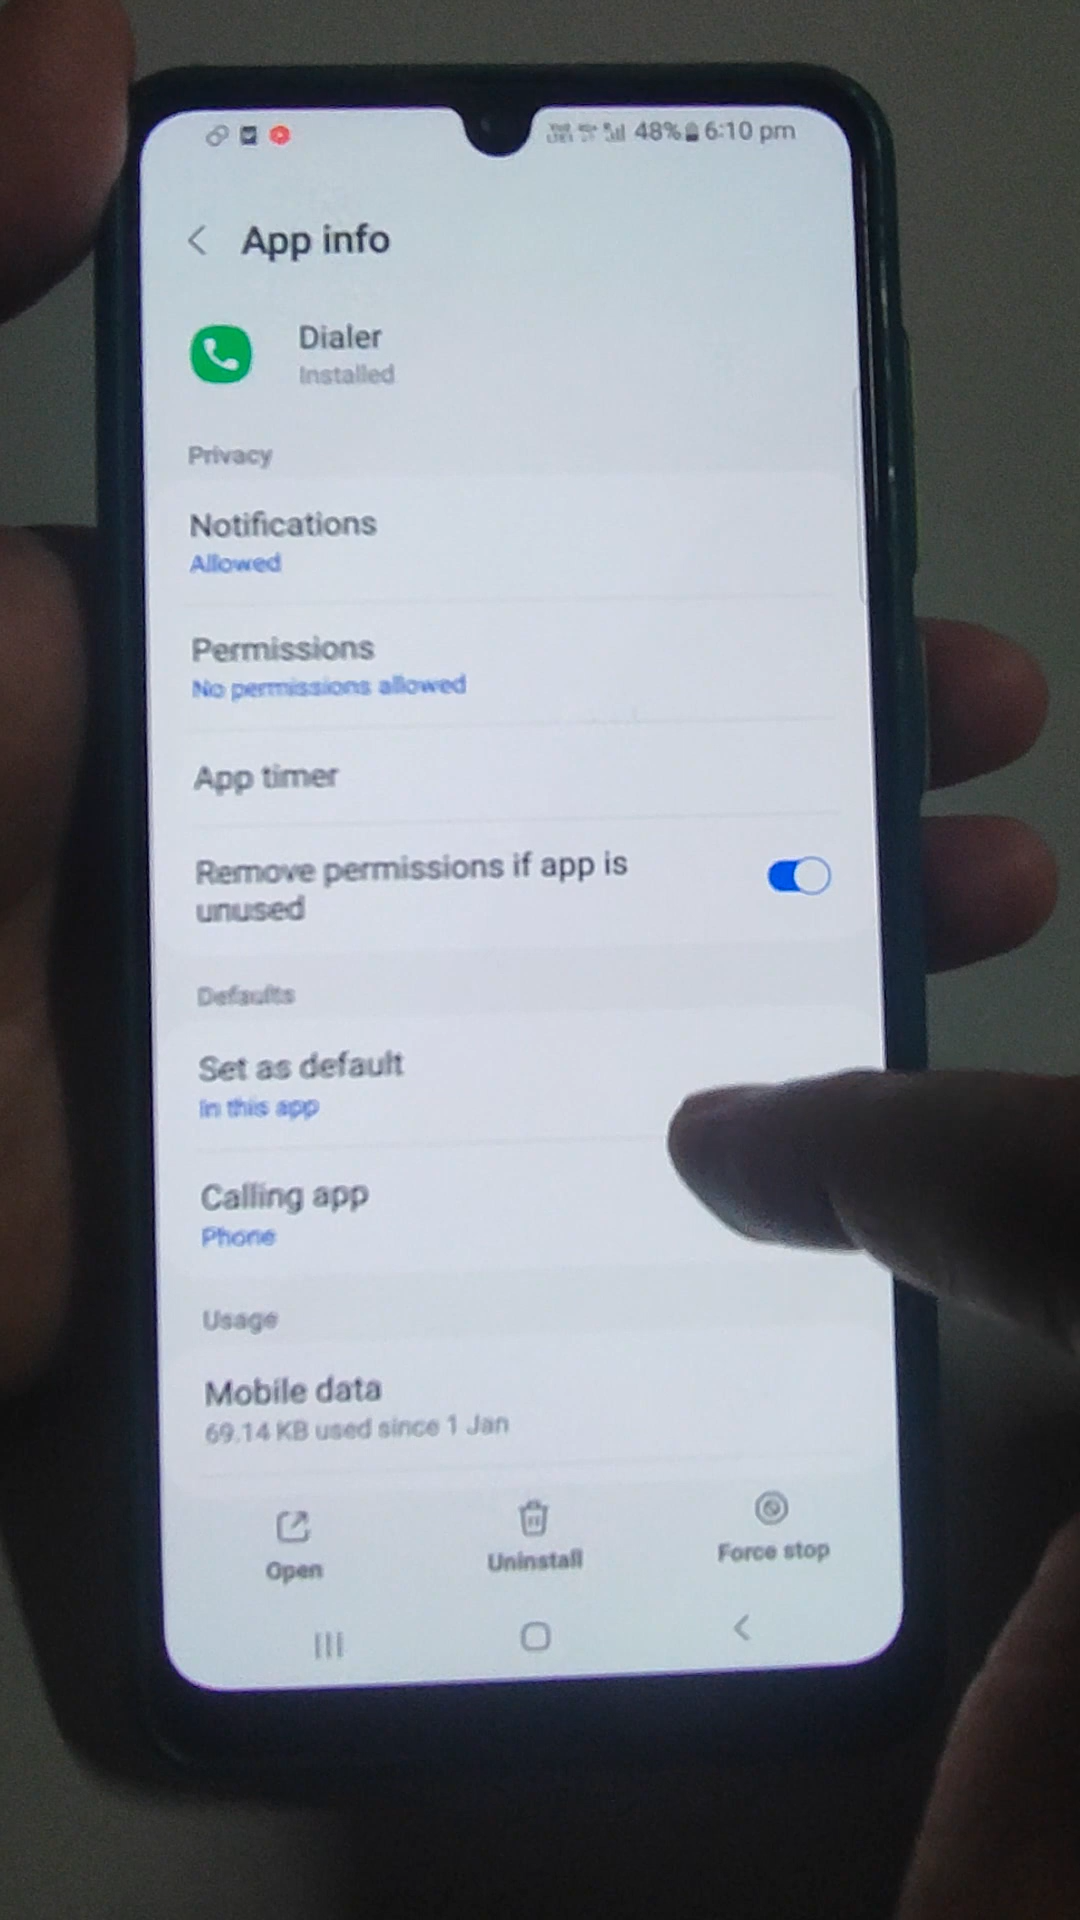 48% 6:10 pm
App info
Dialer
Installed
Privacy
Notifications
Allowed
Permissions
No permissions allowed
App timer
Remove permissions if app is
unused
Defaults
Set as default
In this app
Calling app
Phone
Usage
Mobile data
69.14 KB used since 1 Jan
Open
Uninstall
Force stop